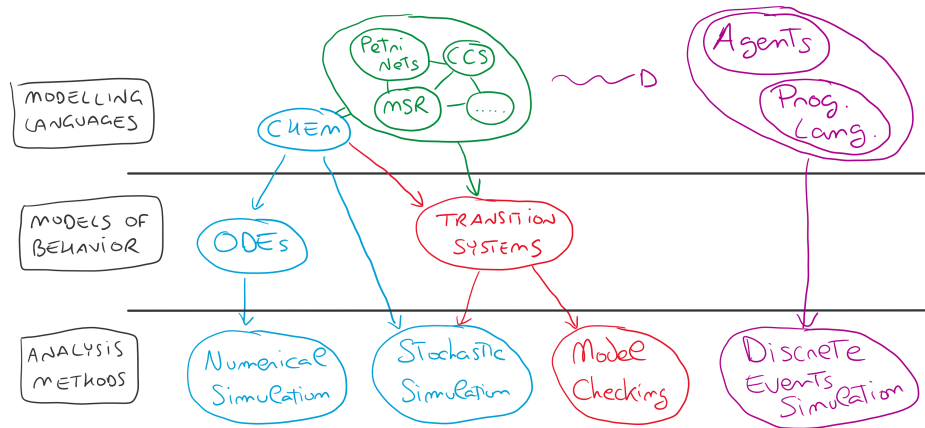 MODELLING
LANGUAGES
Petri
Nets
CCS
MSR
.....
CHEM
Agents
Prog.
Lang.
MODELS OF
BEHAVIOR
ODEs
TRANSITION
SYSTEMS
ANALYSIS
METHODS
Numerical
Simulation
Stochastic
Simulation
Model
Checking
Discrete
Events
Simulation